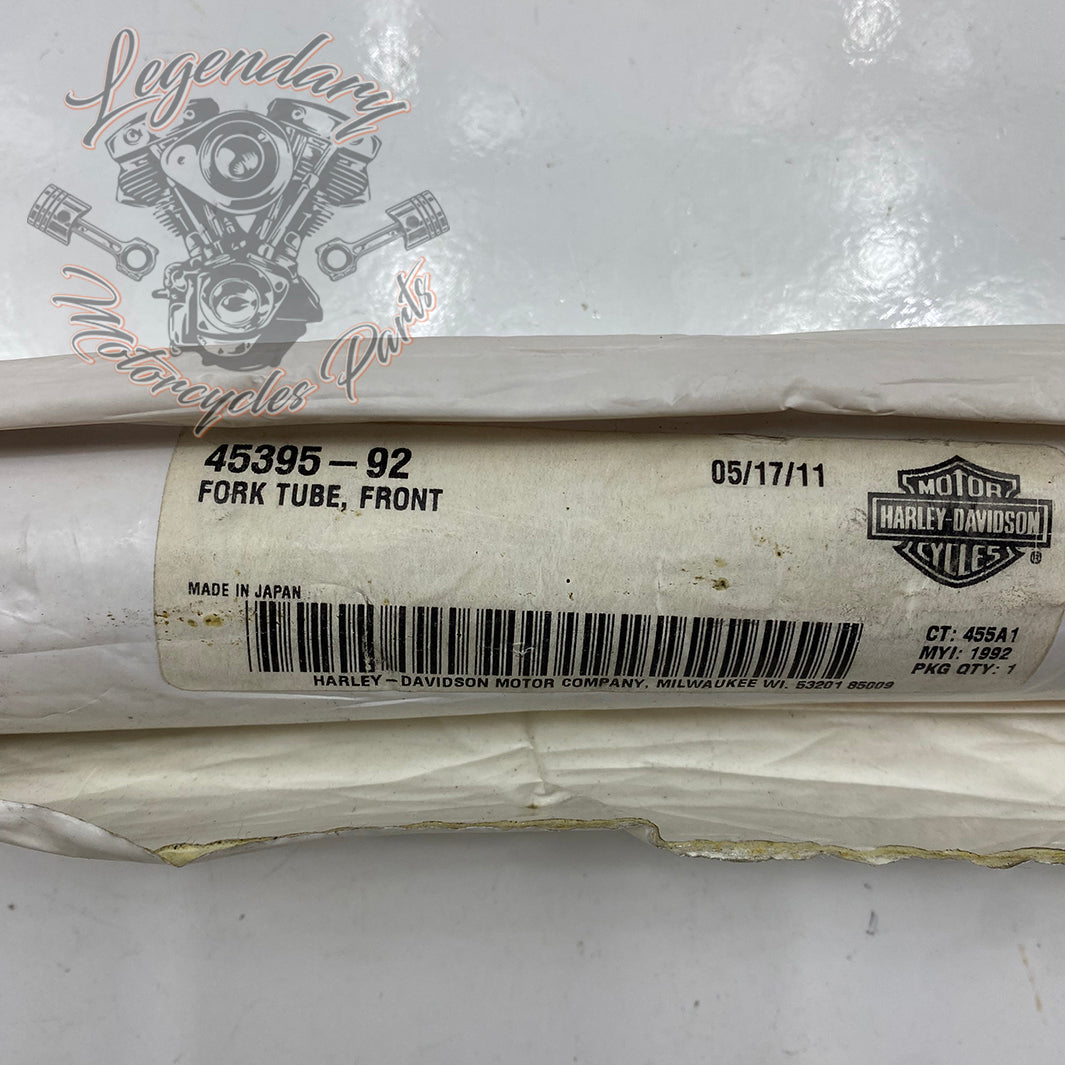 Legendary
Motorcycles Parts
45395-92
FORK TUBE, FRONT
05/17/11
MOTOR
HARLEY-DAVIDSON
CYCLES
®
MADE IN JAPAN
CT: 455A1
MYI: 1992
PKG QTY: 1
HARLEY-DAVIDSON MOTOR COMPANY, MILWAUKEE WI. 53201 85009